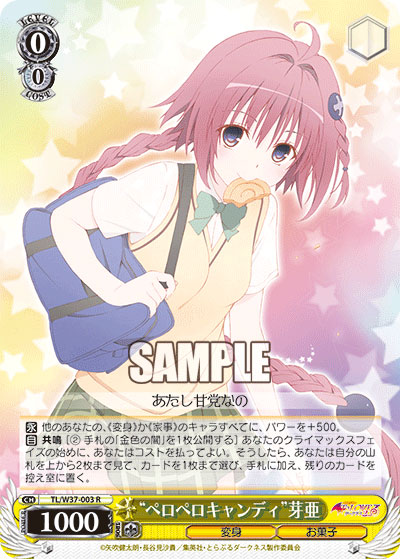 LEVEL
0
0
COST
SAMPLE
あたし甘党なの
永 他のあなたの、《変身》か《家事》のキャラすべてに、パワーを＋500。
自 共鳴 ［② 手札の「金色の闇」を1枚公開する］ あなたのクライマックスフェイ
ズの始めに、あなたはコストを払ってよい。そうしたら、あなたは自分の山
札を上から2枚まで見て、カードを1枚まで選び、手札に加え、残りのカードを
控え室に置く。
CH
TL/W37-003 R
1000
“ペロペロキャンディ”芽亜
変身
お菓子
©矢吹健太朗・長谷見沙貴／集英社・とらぶるダークネス製作委員会